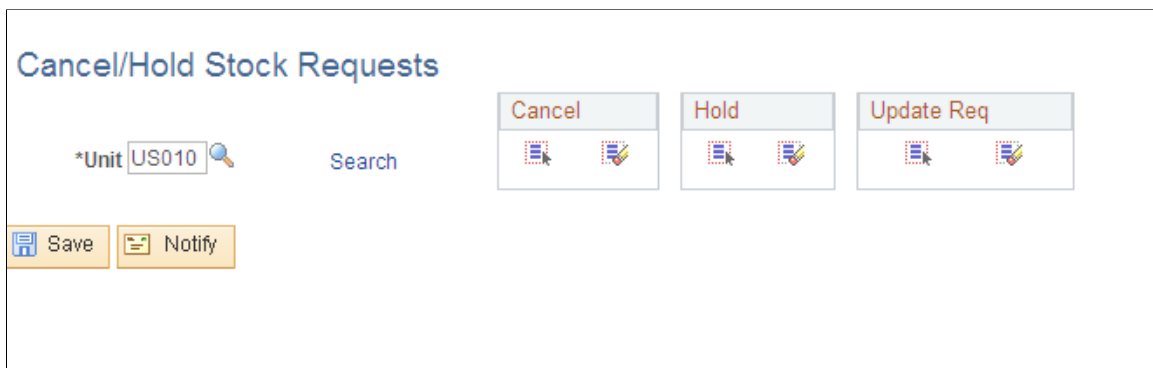 Cancel/Hold Stock Requests
Cancel Hold Update Req
*Unit US010 Search
Save Notify